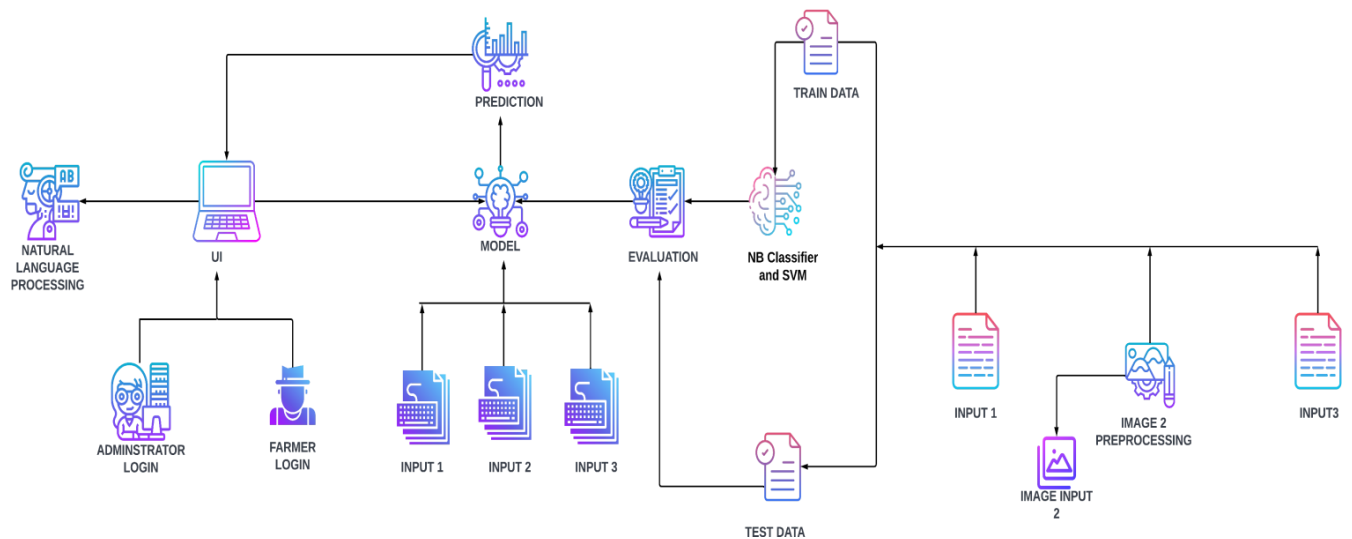 PREDICTION
TRAIN DATA
NATURAL
LANGUAGE
PROCESSING
AB
UI
MODEL
EVALUATION
NB Classifier
and SVM
ADMINSTRATOR
LOGIN
FARMER
LOGIN
INPUT 1
INPUT 2
INPUT 3
TEST DATA
INPUT 1
IMAGE 2
PREPROCESSING
IMAGE INPUT
2
INPUT3